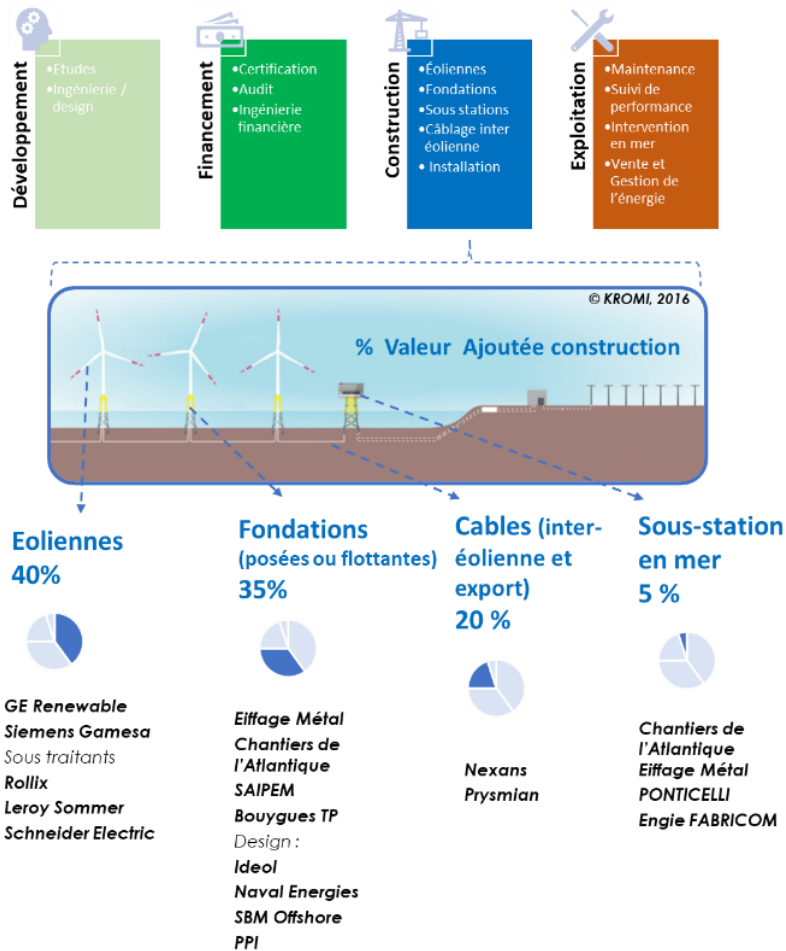 Développement
•Etudes
•Ingénierie /
design
Financement
•Certification
•Audit
•Ingénierie
financière
Construction
•Éoliennes
•Fondations
•Sous stations
•Câblage inter
éolienne
• Installation
Exploitation
•Maintenance
•Suivi de
performance
•Intervention
en mer
•Vente et
Gestion de
l'énergie
© KROMI, 2016
% Valeur Ajoutée construction
Eoliennes
40%
GE Renewable
Siemens Gamesa
Sous traitants
Rollix
Leroy Sommer
Schneider Electric
Fondations
(posées ou flottantes)
35%
Eiffage Métal
Chantiers de
l'Atlantique
SAIPEM
Bouygues TP
Design :
Ideol
Naval Energies
SBM Offshore
PPI
Cables (inter-
éolienne et
export)
20 %
Nexans
Prysmian
Sous-station
en mer
5 %
Chantiers de
l'Atlantique
Eiffage Métal
PONTICELLI
Engie FABRICOM